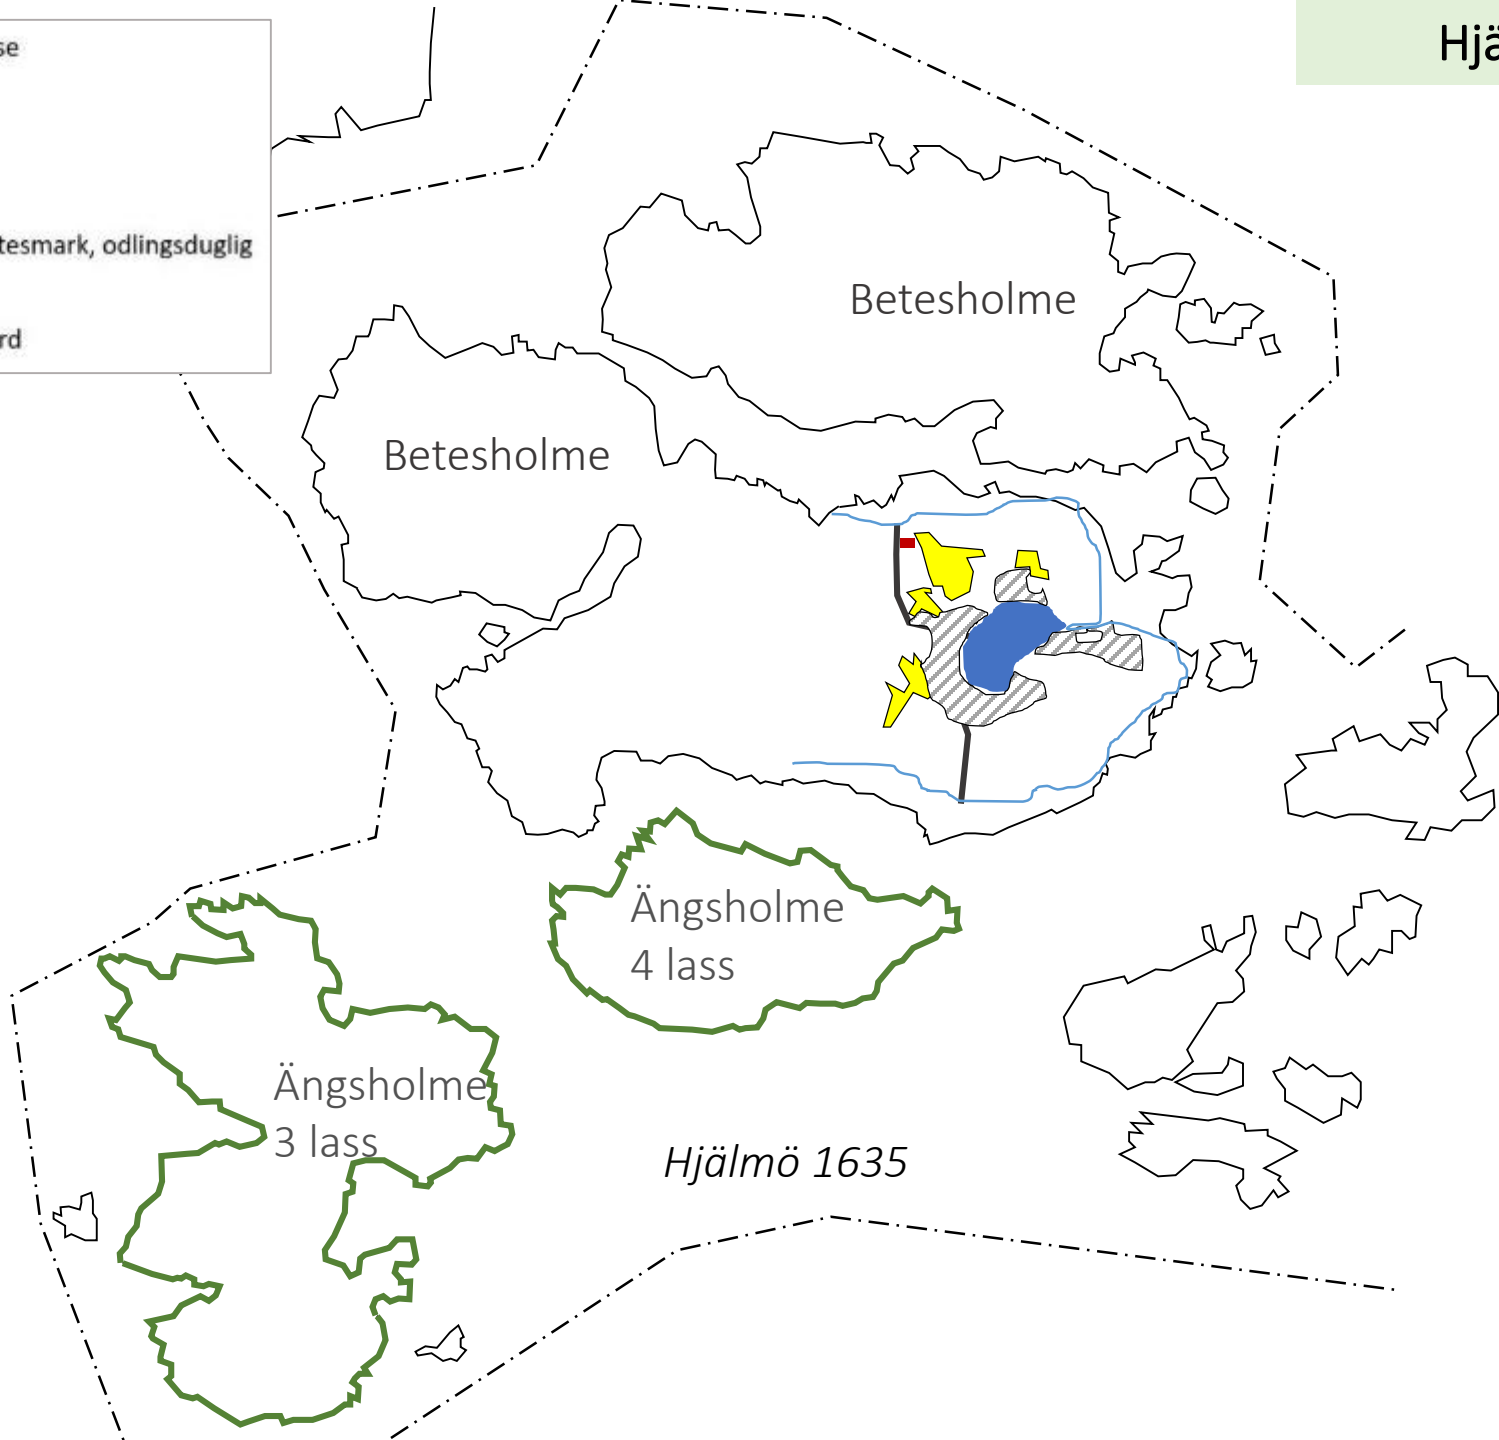 se
Hjä
tesmark, odlingsduglig
rd
Betesholme
Betesholme
Ängsholme
4 lass
Ängsholme
3 lass
Hjälmö 1635